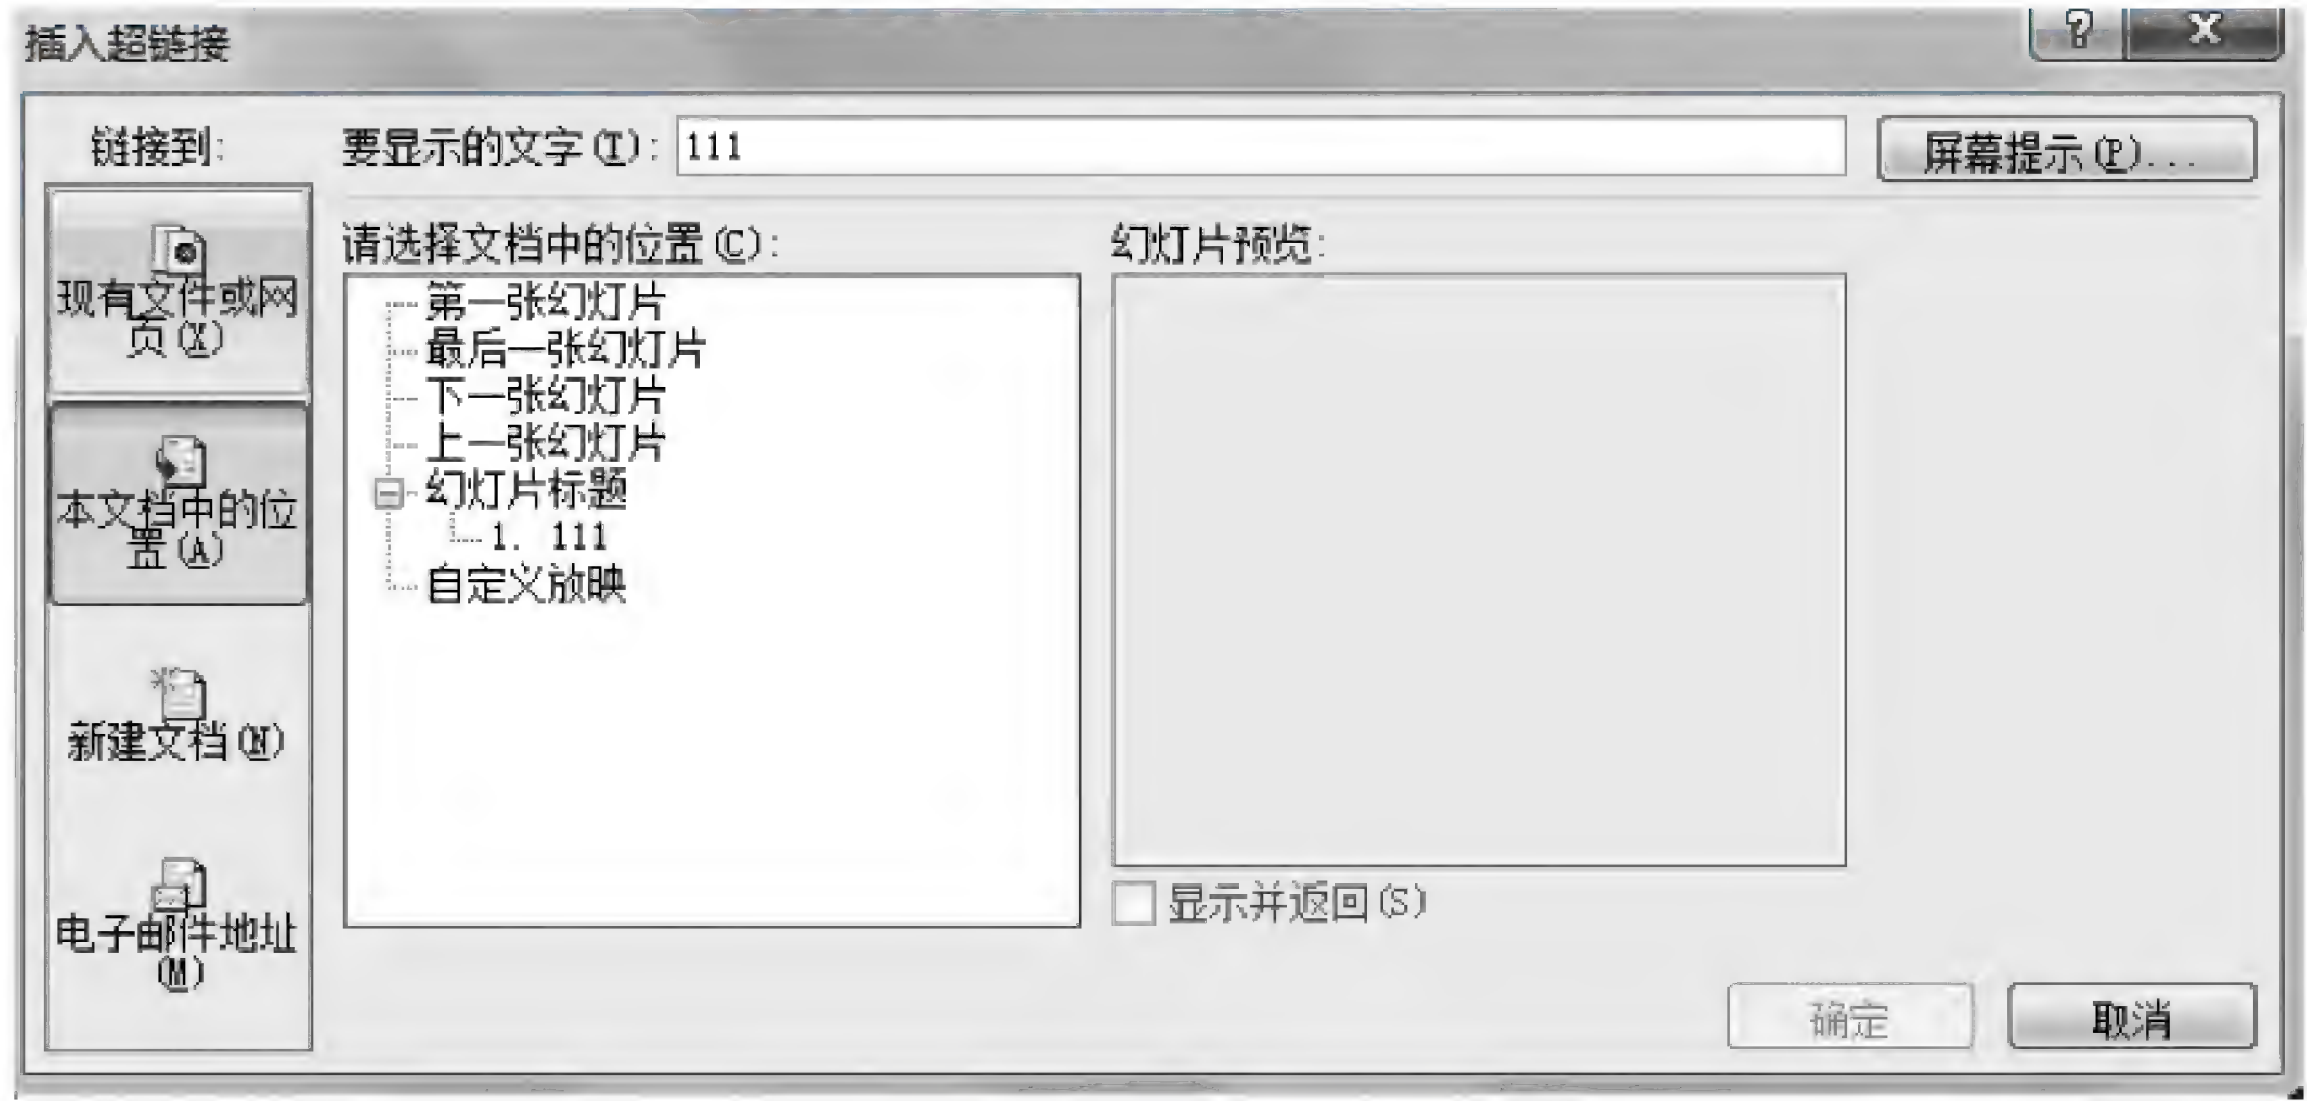 插入超链接
链接到:
要显示的文字(T): 111
屏幕提示(P)...
现有文件或网
页(X)
本文档中的位
置(A)
新建文档(N)
电子邮件地址
(M)
请选择文档中的位置(C):
第一张幻灯片
最后一张幻灯片
下一张幻灯片
上一张幻灯片
幻灯片标题
1. 111
自定义放映
幻灯片预览:
显示并返回(S)
确定
取消